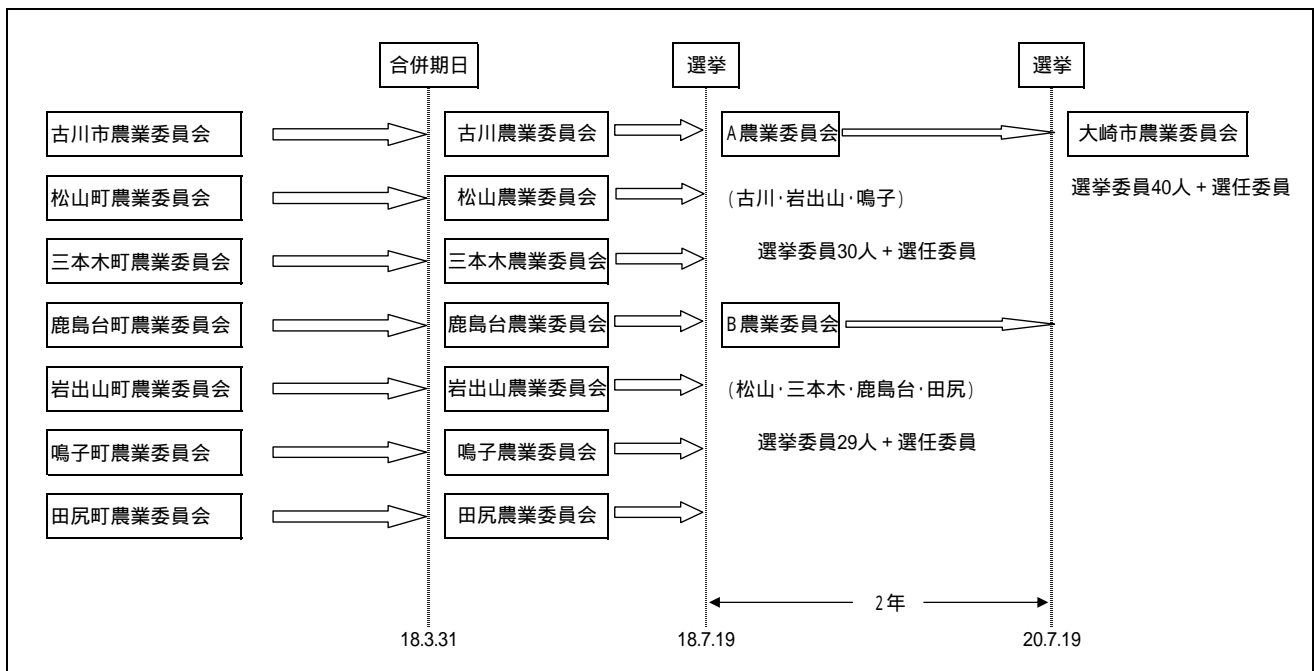 合併期日 選挙 選挙
古川市農業委員会 古川農業委員会 A農業委員会 大崎市農業委員会
松山町農業委員会 松山農業委員会 (古川・岩出山・鳴子) 選挙委員40人 + 選任委員
三本木町農業委員会 三本木農業委員会 選挙委員30人 + 選任委員
鹿島台町農業委員会 鹿島台農業委員会 B農業委員会
岩出山町農業委員会 岩出山農業委員会 (松山・三本木・鹿島台・田尻)
鳴子町農業委員会 鳴子農業委員会 選挙委員29人 + 選任委員
田尻町農業委員会 田尻農業委員会
2年
18.3.31 18.7.19 20.7.19